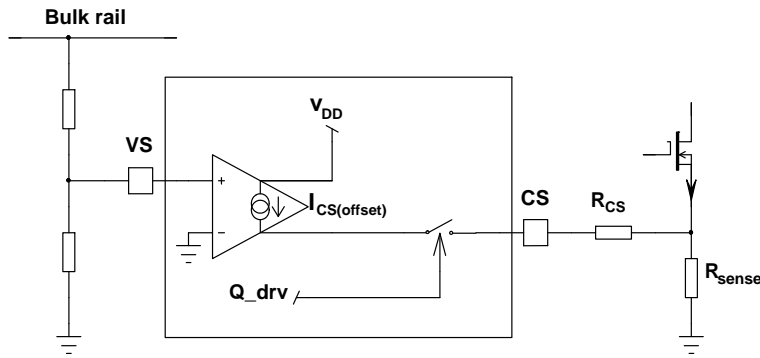 Bulk rail
VS
VDD
ICS(offset)
+
−
CS
RCS
Q_drv
Rsense